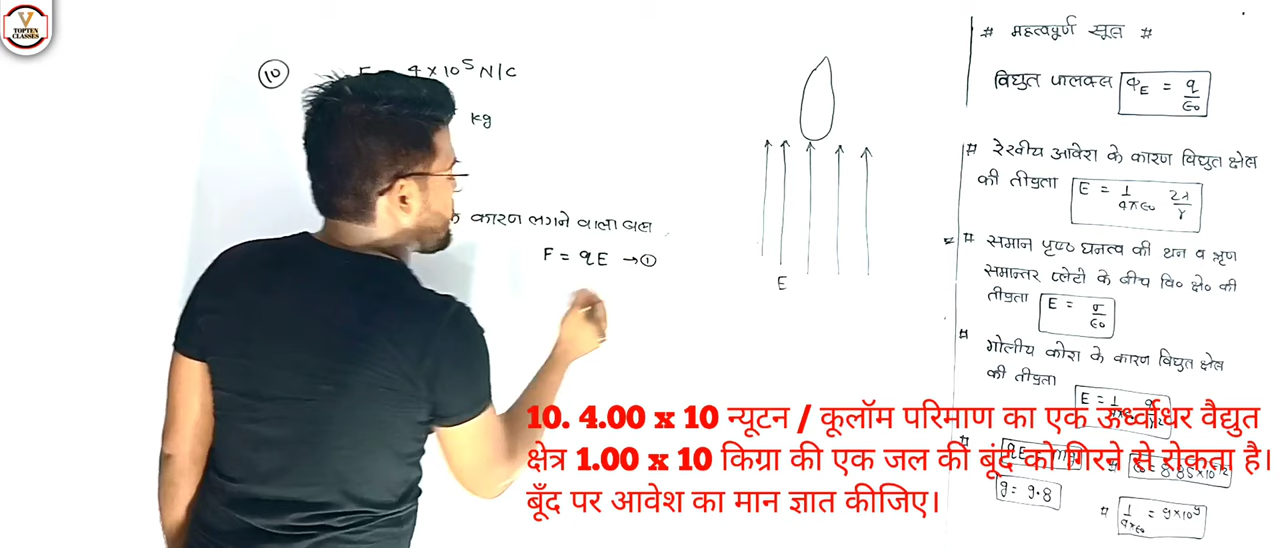 TOPTEN
CLASSES
10
4 x 10⁵ N/C
kg
कारण लगने वाला बल
F = qE → ①
E
# महत्वपूर्ण सूत्र #
विद्युत फ्लक्स ΦE = q/ε₀
# रेखीय आवेश के कारण विद्युत क्षेत्र
की तीव्रता E = 1/4πε₀ 2λ/r
# समान पृष्ठ घनत्व की धन व ऋण
समान्तर प्लेटों के बीच वि० क्षे० की
तीव्रता E = σ/ε₀
# गोलीय कोश के कारण विद्युत क्षेत्र
की तीव्रता
E = 1
g = 9.8
# 1/4πε₀ = 9x10⁹
10. 4.00 x 10 न्यूटन / कूलॉम परिमाण का एक ऊर्ध्वाधर वैद्युत
क्षेत्र 1.00 x 10 किग्रा की एक जल की बूंद को गिरने से रोकता है।
बूँद पर आवेश का मान ज्ञात कीजिए।